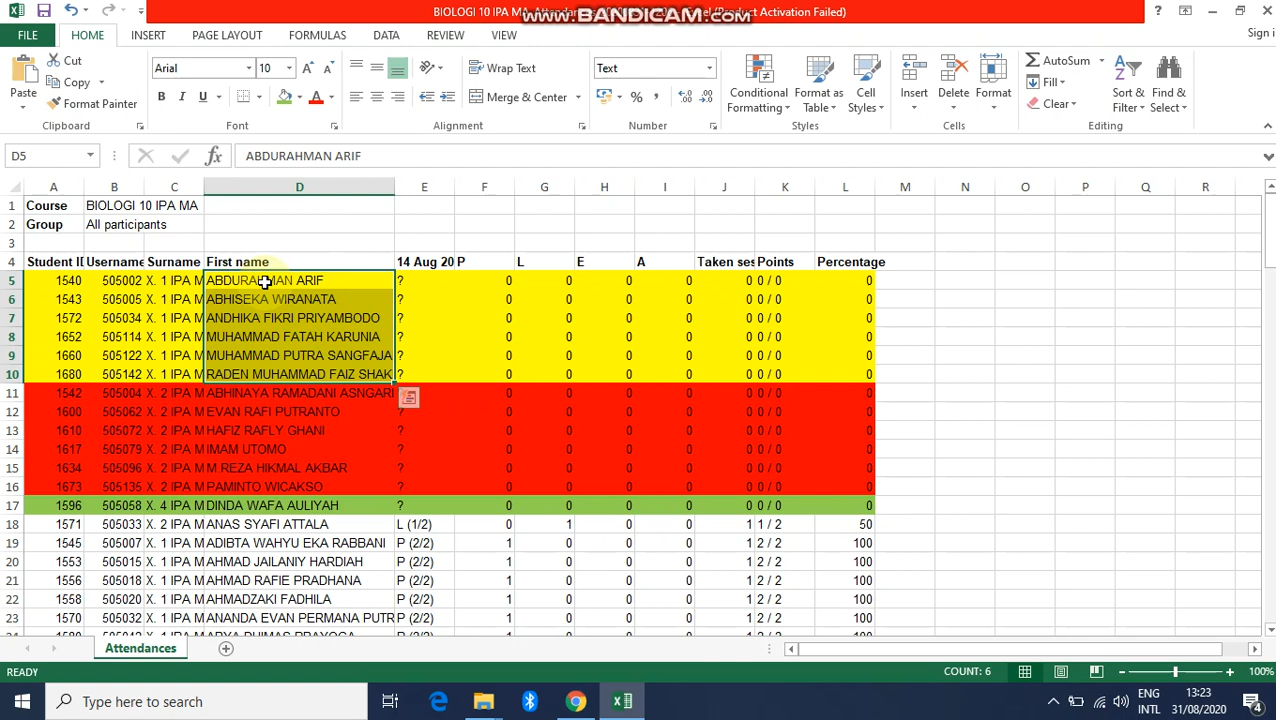 BIOLOGI 10 IPA MA_Attendances
Excel (Product Activation Failed)
www.BANDICAM.com
FILE HOME INSERT PAGE LAYOUT FORMULAS DATA REVIEW VIEW Sign i
Cut
Copy
Format Painter
Paste
Arial 10
Wrap Text
Merge & Center
Text
Conditional Formatting
Format as Table
Cell Styles
Insert Delete Format
AutoSum
Fill
Clear
Sort & Filter
Find & Select
Clipboard Font Alignment Number Styles Cells Editing
D5 ABDURAHMAN ARIF
A B C D E F G H I J K L M N O P Q R
1 Course BIOLOGI 10 IPA MA
2 Group All participants
3
4 Student ID Username Surname First name 14 Aug 20 P L E A Taken ses Points Percentage
5 1540 505002 X. 1 IPA M ABDURAHMAN ARIF ? 0 0 0 0 0 0 / 0 0
6 1543 505005 X. 1 IPA M ABHISEKA WIRANATA ? 0 0 0 0 0 0 / 0 0
7 1572 505034 X. 1 IPA M ANDHIKA FIKRI PRIYAMBODO ? 0 0 0 0 0 0 / 0 0
8 1652 505114 X. 1 IPA M MUHAMMAD FATAH KARUNIA ? 0 0 0 0 0 0 / 0 0
9 1660 505122 X. 1 IPA M MUHAMMAD PUTRA SANGFAJA ? 0 0 0 0 0 0 / 0 0
10 1680 505142 X. 1 IPA M RADEN MUHAMMAD FAIZ SHAK ? 0 0 0 0 0 0 / 0 0
11 1542 505004 X. 2 IPA M ABHINAYA RAMADANI ASNGARI 0 0 0 0 0 0 / 0 0
12 1600 505062 X. 2 IPA M EVAN RAFI PUTRANTO ? 0 0 0 0 0 0 / 0 0
13 1610 505072 X. 2 IPA M HAFIZ RAFLY GHANI ? 0 0 0 0 0 0 / 0 0
14 1617 505079 X. 2 IPA M IMAM UTOMO ? 0 0 0 0 0 0 / 0 0
15 1634 505096 X. 2 IPA M M REZA HIKMAL AKBAR ? 0 0 0 0 0 0 / 0 0
16 1673 505135 X. 2 IPA M PAMINTO WICAKSO ? 0 0 0 0 0 0 / 0 0
17 1596 505058 X. 4 IPA M DINDA WAFA AULIYAH ? 0 0 0 0 0 0 / 0 0
18 1571 505033 X. 2 IPA M ANAS SYAFI ATTALA L (1/2) 0 1 0 0 1 1 / 2 50
19 1545 505007 X. 1 IPA M ADIBTA WAHYU EKA RABBANI P (2/2) 1 0 0 0 1 2 / 2 100
20 1553 505015 X. 1 IPA M AHMAD JAILANIY HARDIAH P (2/2) 1 0 0 0 1 2 / 2 100
21 1556 505018 X. 1 IPA M AHMAD RAFIE PRADHANA P (2/2) 1 0 0 0 1 2 / 2 100
22 1558 505020 X. 1 IPA M AHMADZAKI FADHILA P (2/2) 1 0 0 0 1 2 / 2 100
23 1570 505032 X. 1 IPA M ANANDA EVAN PERMANA PUTR P (2/2) 1 0 0 0 1 2 / 2 100
Attendances
READY COUNT: 6 100%
Type here to search
ENG 13:23
INTL 31/08/2020
4